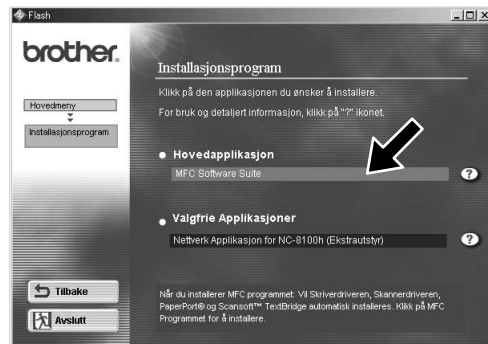 Flash
brother.
Installasjonsprogram
Klikk på den applikasjonen du ønsker å installere.
For bruk og detaljert informasjon, klikk på "?" ikonet.
Hovedmeny
Installasjonsprogram
Hovedapplikasjon
MFC Software Suite
?
Valgfrie Applikasjoner
Nettverk Applikasjon for NC-8100h (Ekstrautstyr)
?
Tilbake
Avslutt
Når du installerer MFC programmet: Vil Skriverdriveren, Skannerdriveren,
PaperPort® og Scansoft™ TextBridge automatisk installeres. Klikk på MFC
Programmet for å installere.